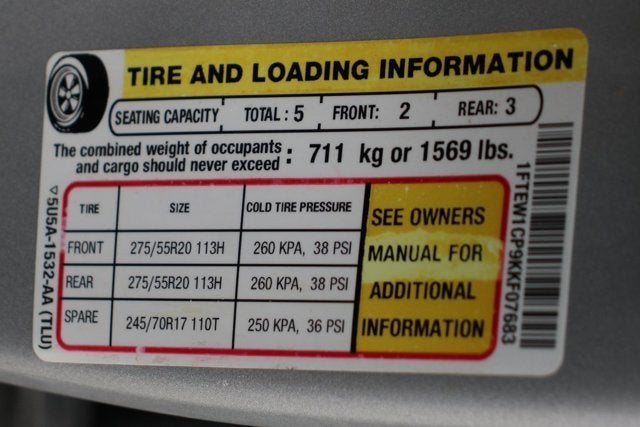 TIRE AND LOADING INFORMATION
SEATING CAPACITY TOTAL : 5 FRONT: 2 REAR: 3
The combined weight of occupants
and cargo should never exceed : 711 kg or 1569 lbs.
TIRE SIZE COLD TIRE PRESSURE
FRONT 275/55R20 113H 260 KPA, 38 PSI
REAR 275/55R20 113H 260 KPA, 38 PSI
SPARE 245/70R17 110T 250 KPA, 36 PSI
SEE OWNERS
MANUAL FOR
ADDITIONAL
INFORMATION
▽5U5A-1532-AA (TLU)
1FTEW1CP9KKF07683